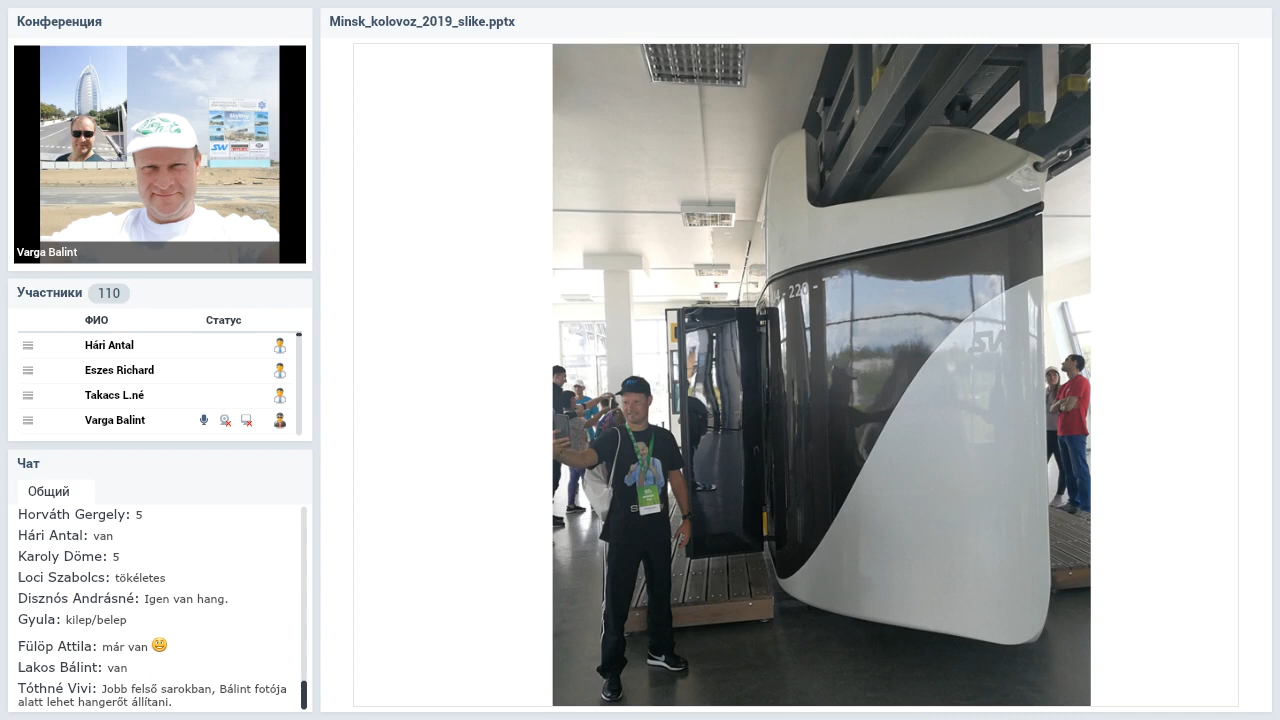 Конференция
Varga Balint
Участники 110
ФИО Статус
Hári Antal
Eszes Richard
Takacs L.né
Varga Balint
Чат
Общий
Horváth Gergely: 5
Hári Antal: van
Karoly Döme: 5
Loci Szabolcs: tökéletes
Disznós Andrásné: Igen van hang.
Gyula: kilep/belep
Fülöp Attila: már van
Lakos Bálint: van
Tóthné Vivi: Jobb felső sarokban, Bálint fotója
alatt lehet hangerőt állítani.
Minsk_kolovoz_2019_slike.pptx
SkyWay
SW